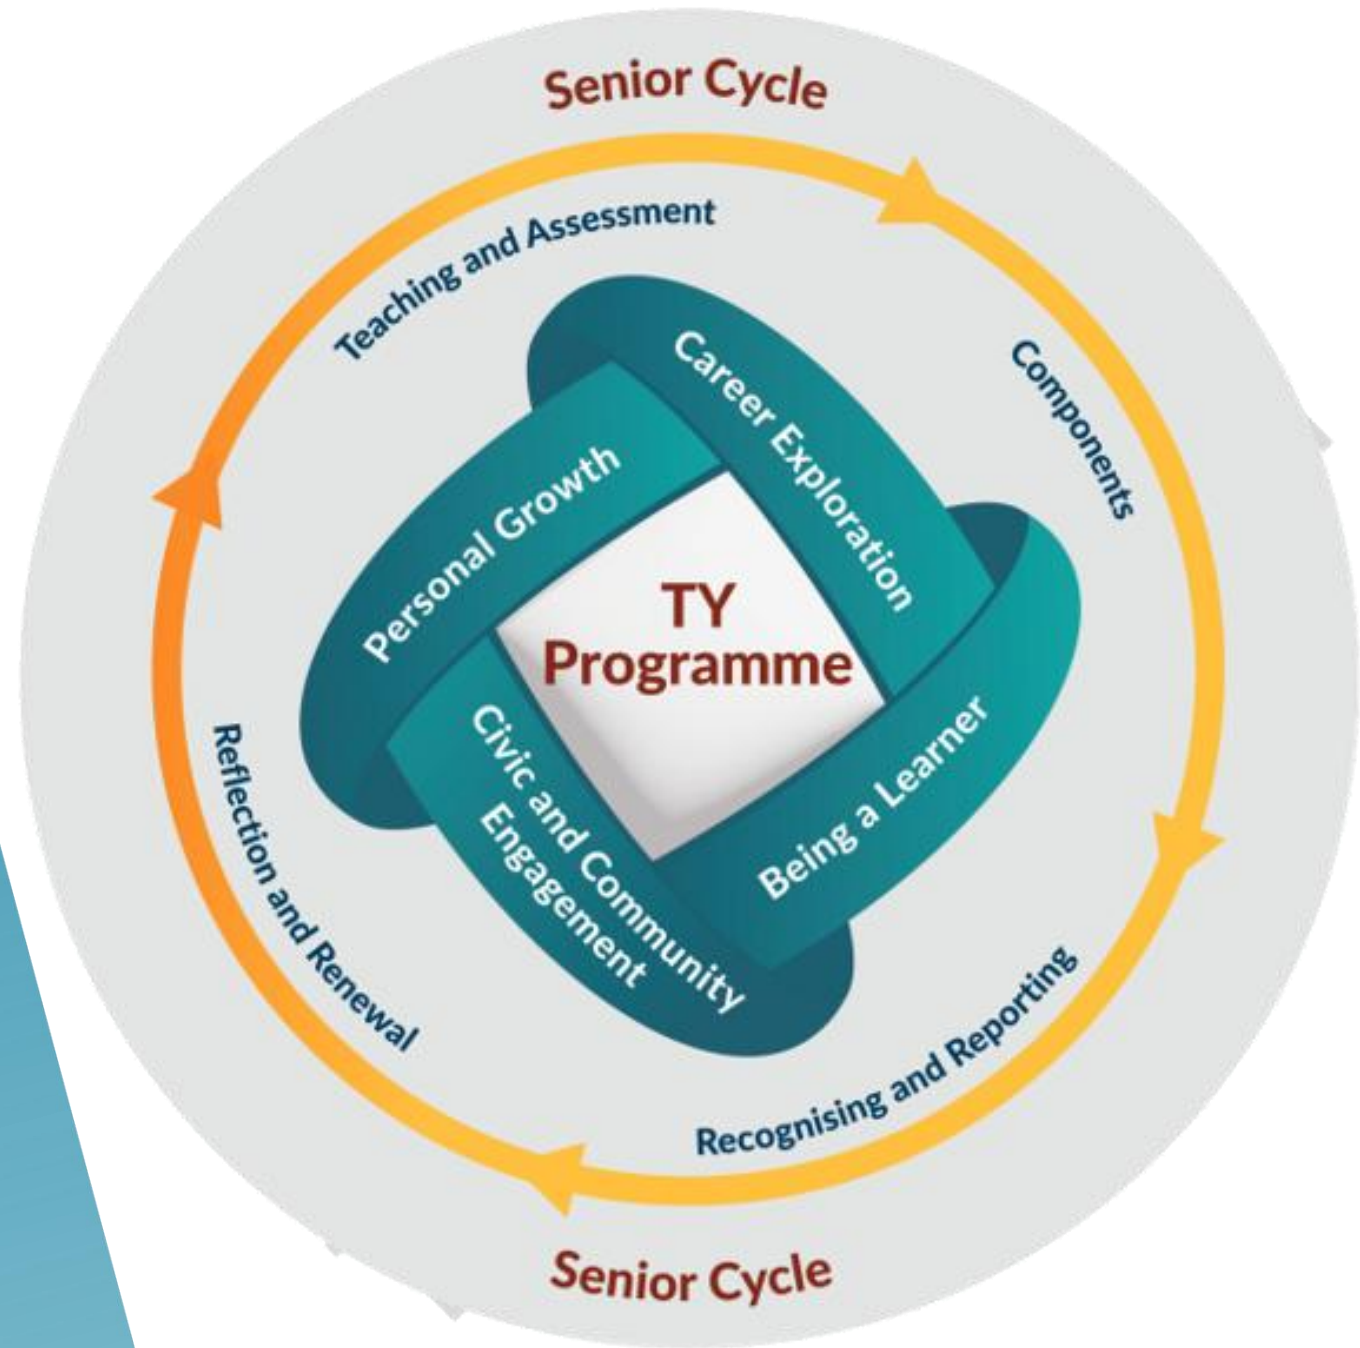 Senior Cycle
Teaching and Assessment
Components
Career Exploration
Personal Growth
TY
Programme
Being a Learner
Civic and Community
Engagement
Reflection and Renewal
Recognising and Reporting
Senior Cycle